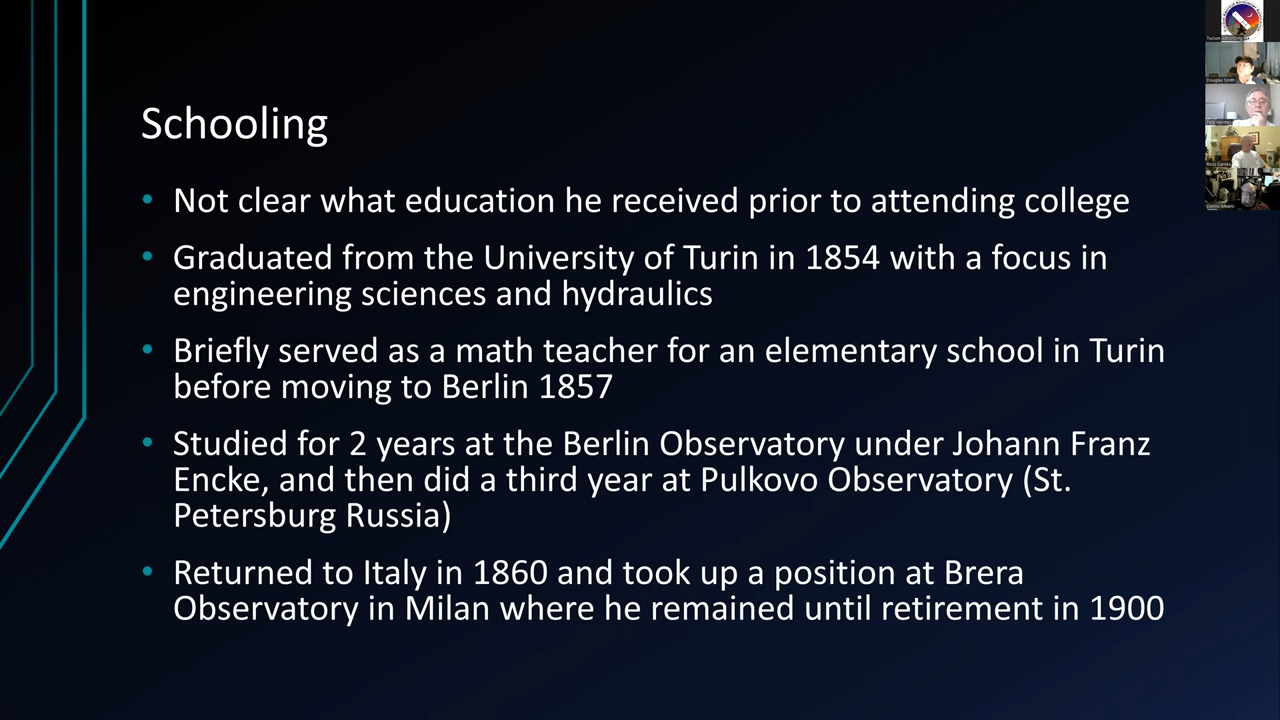 Schooling
• Not clear what education he received prior to attending college
• Graduated from the University of Turin in 1854 with a focus in
engineering sciences and hydraulics
• Briefly served as a math teacher for an elementary school in Turin
before moving to Berlin 1857
• Studied for 2 years at the Berlin Observatory under Johann Franz
Encke, and then did a third year at Pulkovo Observatory (St.
Petersburg Russia)
• Returned to Italy in 1860 and took up a position at Brera
Observatory in Milan where he remained until retirement in 1900
Douglas Smith